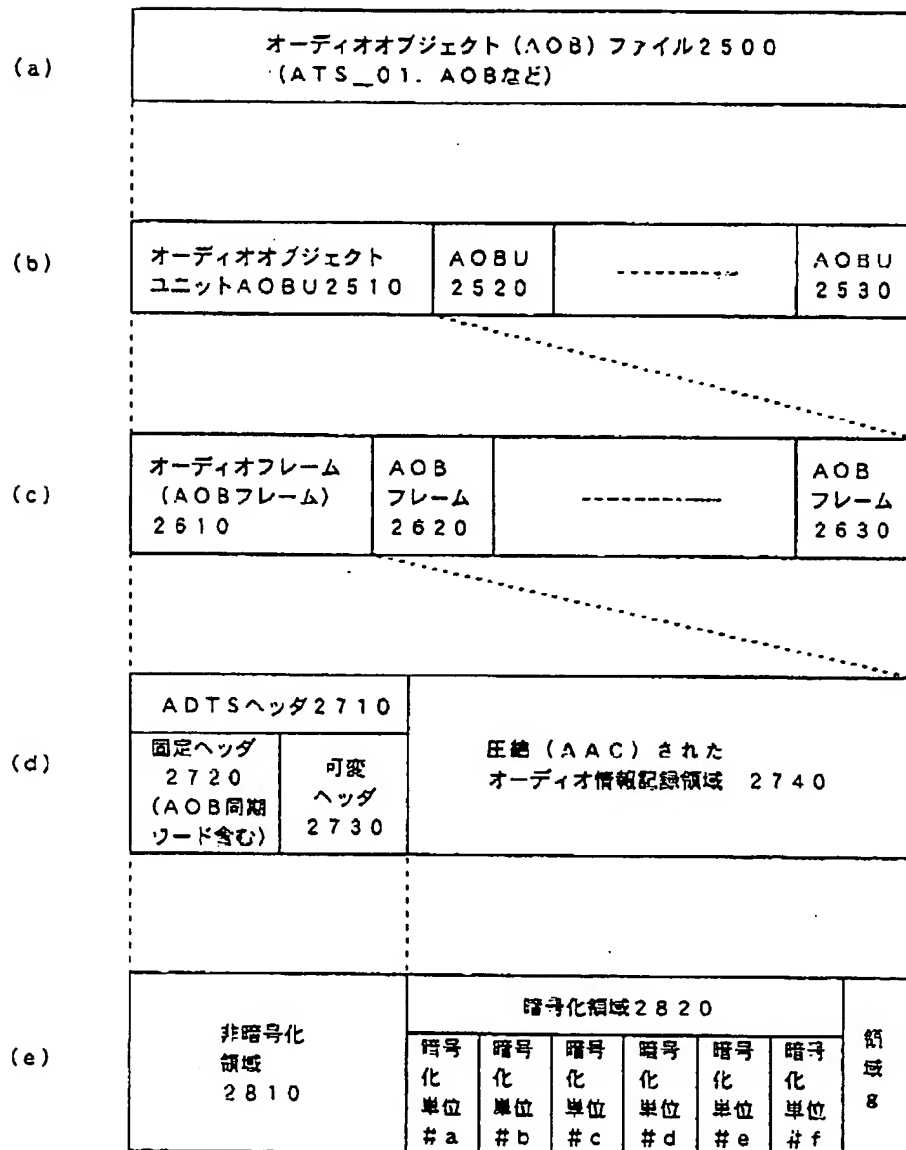 (a)
オーディオオブジェクト（AOB）ファイル2500
（ATS_01．AOBなど）
(b)
オーディオオブジェクト
ユニットAOBU2510
AOBU
2520
AOBU
2530
(c)
オーディオフレーム
（AOBフレーム）
2610
AOB
フレーム
2620
AOB
フレーム
2630
(d)
ADTSヘッダ2710
固定ヘッダ
2720
（AOB同期
ワード含む）
可変
ヘッダ
2730
圧縮（AAC）された
オーディオ情報記録領域 2740
(e)
非暗号化
領域
2810
暗号化領域2820
暗号
化
単位
#a
暗号
化
単位
#b
暗号
化
単位
#c
暗号
化
単位
#d
暗号
化
単位
#e
暗号
化
単位
#f
領
域
g